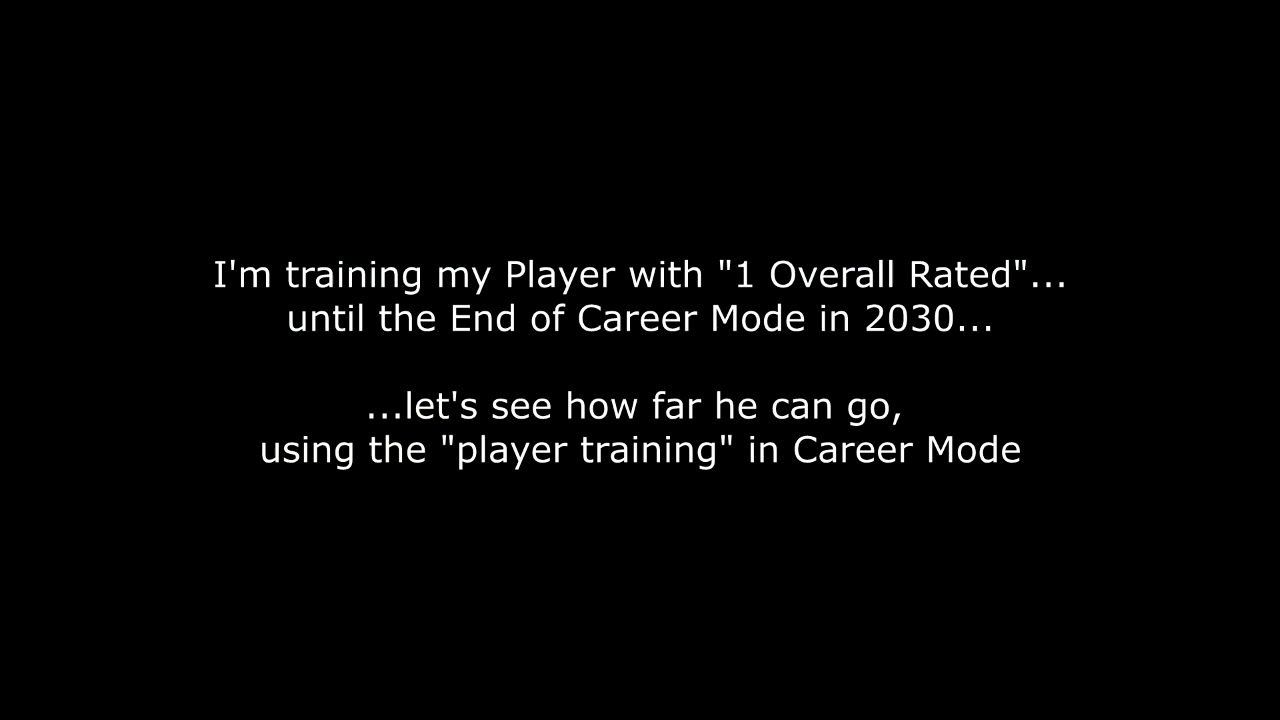 I'm training my Player with "1 Overall Rated"...
until the End of Career Mode in 2030...
...let's see how far he can go,
using the "player training" in Career Mode